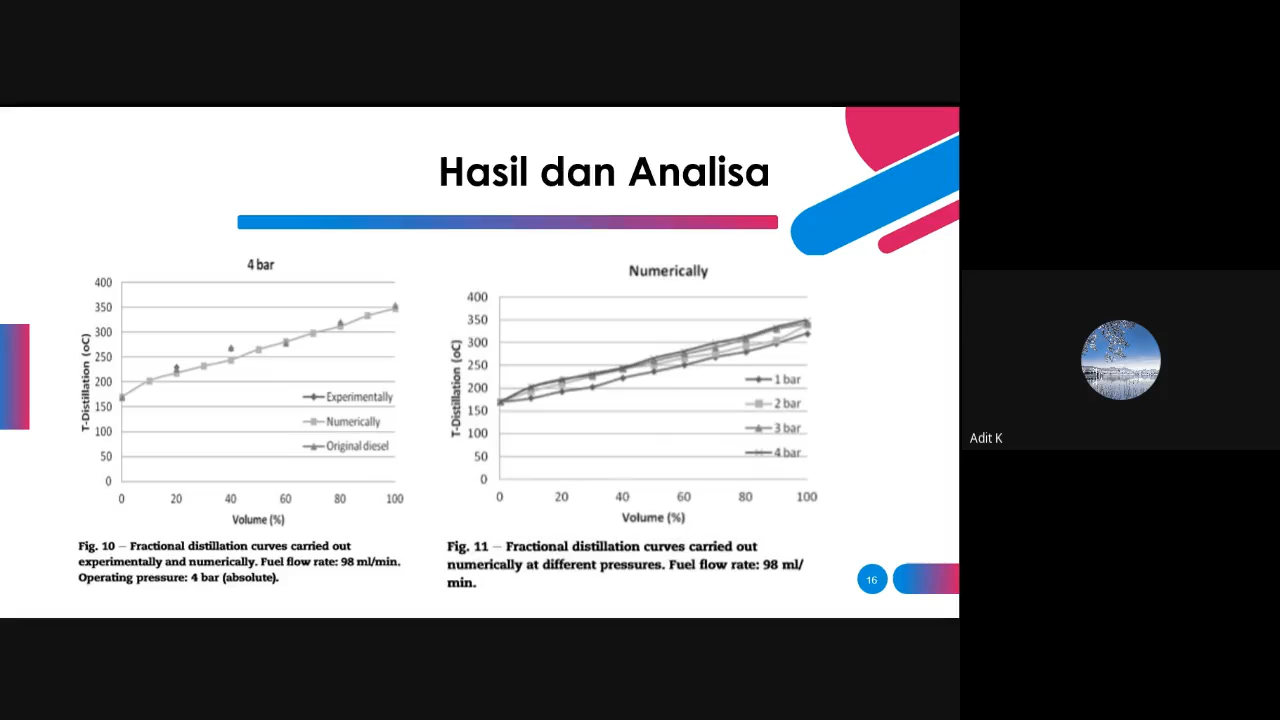 Hasil dan Analisa
4 bar
400
350
300
250
200
150
100
50
0
T-Distillation (oC)
Experimentally
Numerically
Original diesel
0 20 40 60 80 100
Volume (%)
Fig. 10 – Fractional distillation curves carried out
experimentally and numerically. Fuel flow rate: 98 ml/min.
Operating pressure: 4 bar (absolute).
Numerically
400
350
300
250
200
150
100
50
0
T-Distillation (oC)
1 bar
2 bar
3 bar
4 bar
0 20 40 60 80 100
Volume (%)
Fig. 11 – Fractional distillation curves carried out
numerically at different pressures. Fuel flow rate: 98 ml/
min.
16
Adit K